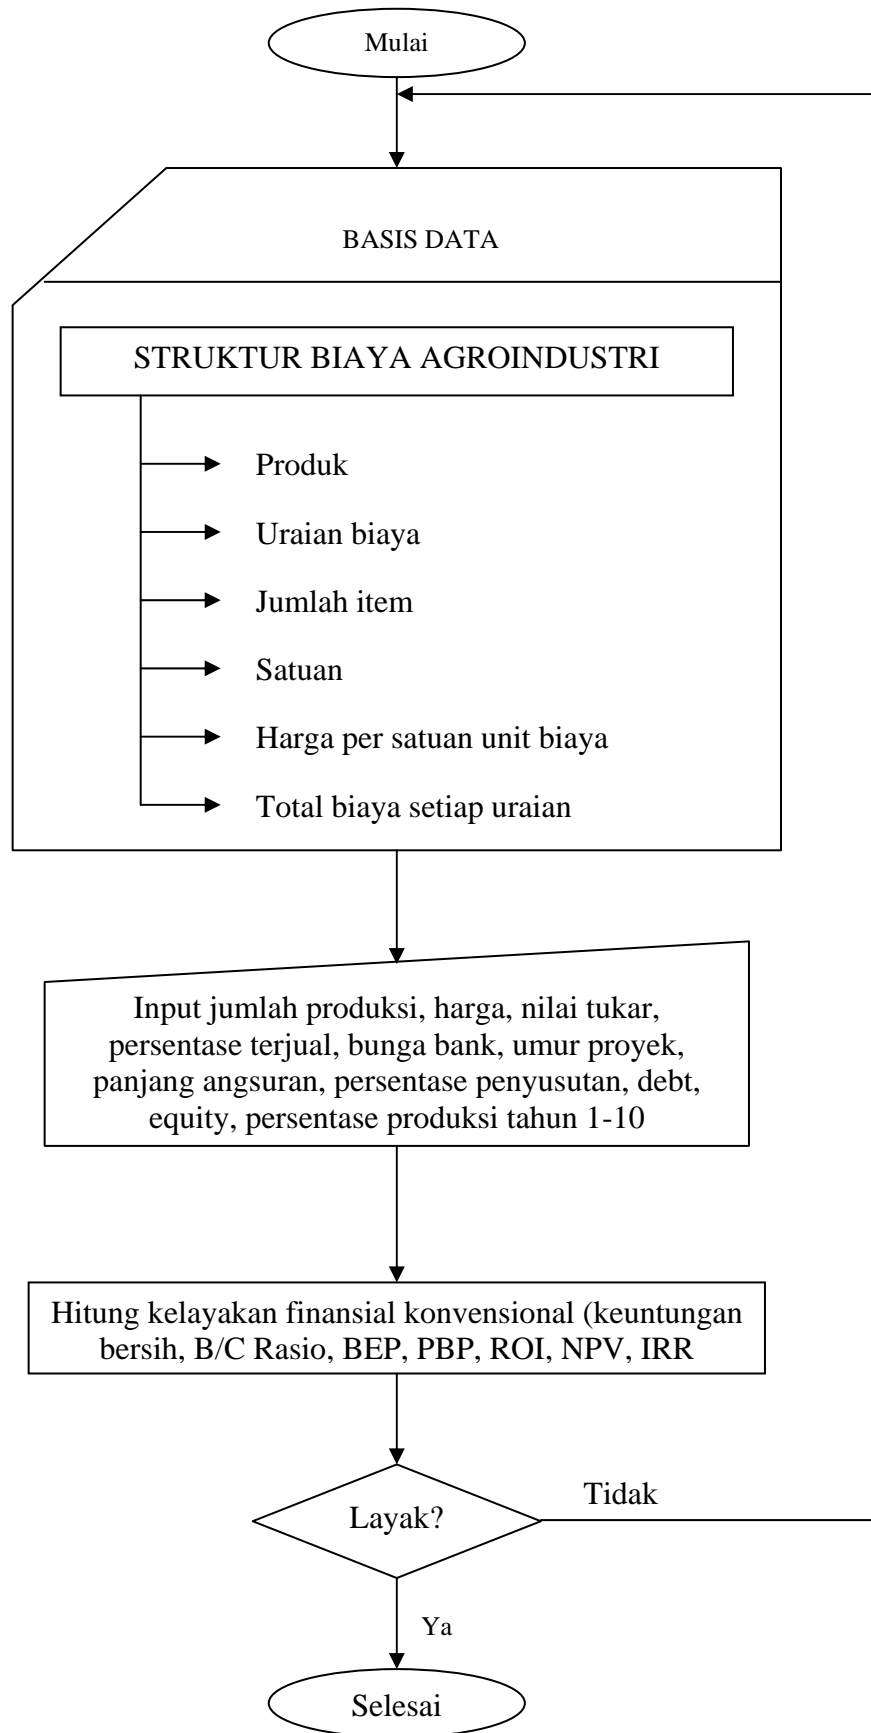 Mulai
BASIS DATA
STRUKTUR BIAYA AGROINDUSTRI
Produk
Uraian biaya
Jumlah item
Satuan
Harga per satuan unit biaya
Total biaya setiap uraian
Input jumlah produksi, harga, nilai tukar,
persentase terjual, bunga bank, umur proyek,
panjang angsuran, persentase penyusutan, debt,
equity, persentase produksi tahun 1-10
Hitung kelayakan finansial konvensional (keuntungan
bersih, B/C Rasio, BEP, PBP, ROI, NPV, IRR
Layak?
Tidak
Ya
Selesai